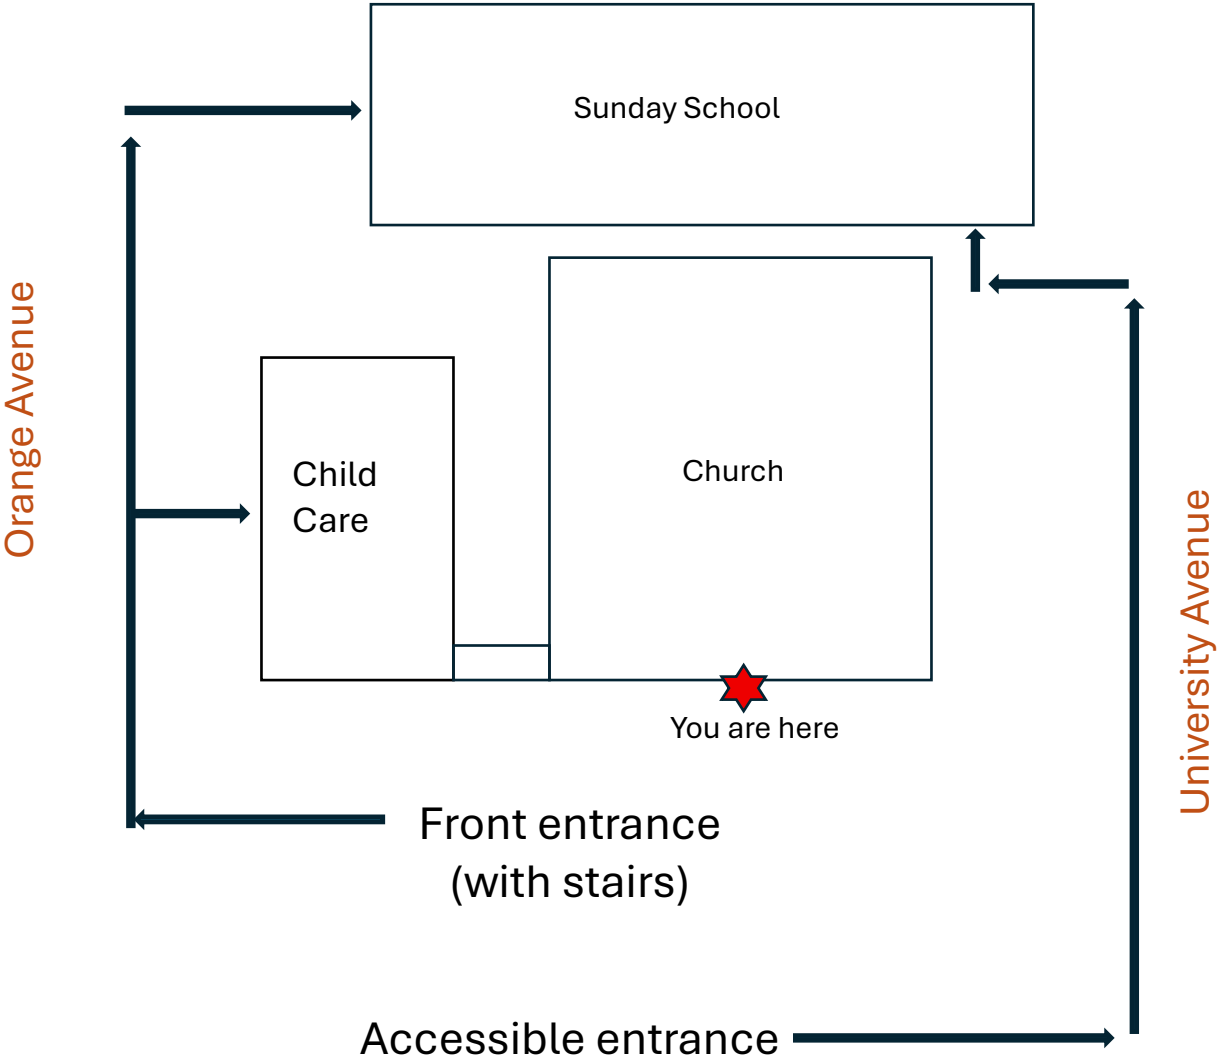 Sunday School
Orange Avenue
Child
Care
Church
University Avenue
You are here
Front entrance
(with stairs)
Accessible entrance